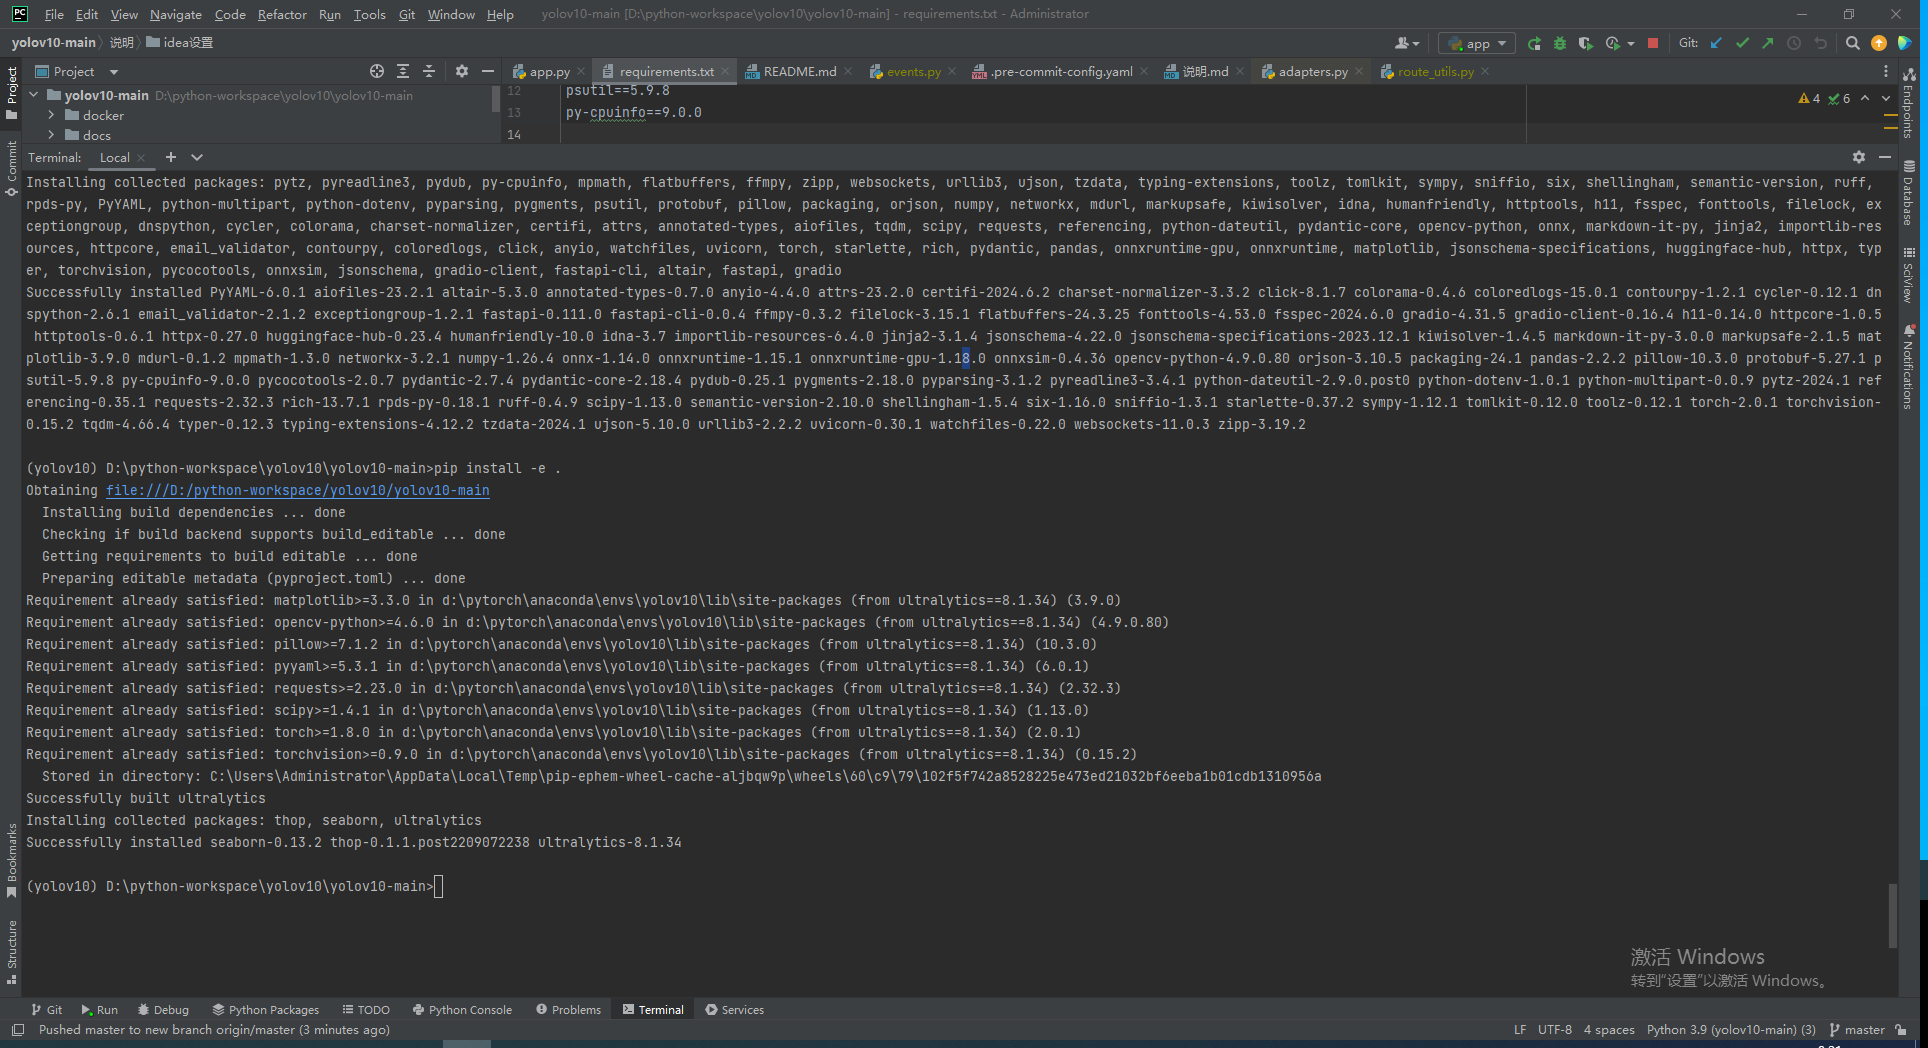 File Edit View Navigate Code Refactor Run Tools Git Window Help yolov10-main [D:\python-workspace\yolov10\yolov10-main] - requirements.txt - Administrator
yolov10-main 说明 idea设置 app Git:
Project app.py requirements.txt README.md events.py .pre-commit-config.yaml 说明.md adapters.py route_utils.py
yolov10-main D:\python-workspace\yolov10\yolov10-main
docker
docs
12 psutil==5.9.8
13 py-cpuinfo==9.0.0
14
4 6
Terminal: Local
Installing collected packages: pytz, pyreadline3, pydub, py-cpuinfo, mpmath, flatbuffers, ffmpy, zipp, websockets, urllib3, ujson, tzdata, typing-extensions, toolz, tomlkit, sympy, sniffio, six, shellingham, semantic-version, ruff,
rpds-py, PyYAML, python-multipart, python-dotenv, pyparsing, pygments, psutil, protobuf, pillow, packaging, orjson, numpy, networkx, mdurl, markupsafe, kiwisolver, idna, humanfriendly, httptools, h11, fsspec, fonttools, filelock, ex
ceptiongroup, dnspython, cycler, colorama, charset-normalizer, certifi, attrs, annotated-types, aiofiles, tqdm, scipy, requests, referencing, python-dateutil, pydantic-core, opencv-python, onnx, markdown-it-py, jinja2, importlib-res
ources, httpcore, email_validator, contourpy, coloredlogs, click, anyio, watchfiles, uvicorn, torch, starlette, rich, pydantic, pandas, onnxruntime-gpu, onnxruntime, matplotlib, jsonschema-specifications, huggingface-hub, httpx, typ
er, torchvision, pycocotools, onnxsim, jsonschema, gradio-client, fastapi-cli, altair, fastapi, gradio
Successfully installed PyYAML-6.0.1 aiofiles-23.2.1 altair-5.3.0 annotated-types-0.7.0 anyio-4.4.0 attrs-23.2.0 certifi-2024.6.2 charset-normalizer-3.3.2 click-8.1.7 colorama-0.4.6 coloredlogs-15.0.1 contourpy-1.2.1 cycler-0.12.1 dn
spython-2.6.1 email_validator-2.1.2 exceptiongroup-1.2.1 fastapi-0.111.0 fastapi-cli-0.0.4 ffmpy-0.3.2 filelock-3.15.1 flatbuffers-24.3.25 fonttools-4.53.0 fsspec-2024.6.0 gradio-4.31.5 gradio-client-0.16.4 h11-0.14.0 httpcore-1.0.5
httptools-0.6.1 httpx-0.27.0 huggingface-hub-0.23.4 humanfriendly-10.0 idna-3.7 importlib-resources-6.4.0 jinja2-3.1.4 jsonschema-4.22.0 jsonschema-specifications-2023.12.1 kiwisolver-1.4.5 markdown-it-py-3.0.0 markupsafe-2.1.5 mat
plotlib-3.9.0 mdurl-0.1.2 mpmath-1.3.0 networkx-3.2.1 numpy-1.26.4 onnx-1.14.0 onnxruntime-1.15.1 onnxruntime-gpu-1.18.0 onnxsim-0.4.36 opencv-python-4.9.0.80 orjson-3.10.5 packaging-24.1 pandas-2.2.2 pillow-10.3.0 protobuf-5.27.1 p
sutil-5.9.8 py-cpuinfo-9.0.0 pycocotools-2.0.7 pydantic-2.7.4 pydantic-core-2.18.4 pydub-0.25.1 pygments-2.18.0 pyparsing-3.1.2 pyreadline3-3.4.1 python-dateutil-2.9.0.post0 python-dotenv-1.0.1 python-multipart-0.0.9 pytz-2024.1 ref
erencing-0.35.1 requests-2.32.3 rich-13.7.1 rpds-py-0.18.1 ruff-0.4.9 scipy-1.13.0 semantic-version-2.10.0 shellingham-1.5.4 six-1.16.0 sniffio-1.3.1 starlette-0.37.2 sympy-1.12.1 tomlkit-0.12.0 toolz-0.12.1 torch-2.0.1 torchvision-
0.15.2 tqdm-4.66.4 typer-0.12.3 typing-extensions-4.12.2 tzdata-2024.1 ujson-5.10.0 urllib3-2.2.2 uvicorn-0.30.1 watchfiles-0.22.0 websockets-11.0.3 zipp-3.19.2
(yolov10) D:\python-workspace\yolov10\yolov10-main>pip install -e .
Obtaining file:///D:/python-workspace/yolov10/yolov10-main
Installing build dependencies ... done
Checking if build backend supports build_editable ... done
Getting requirements to build editable ... done
Preparing editable metadata (pyproject.toml) ... done
Requirement already satisfied: matplotlib>=3.3.0 in d:\pytorch\anaconda\envs\yolov10\lib\site-packages (from ultralytics==8.1.34) (3.9.0)
Requirement already satisfied: opencv-python>=4.6.0 in d:\pytorch\anaconda\envs\yolov10\lib\site-packages (from ultralytics==8.1.34) (4.9.0.80)
Requirement already satisfied: pillow>=7.1.2 in d:\pytorch\anaconda\envs\yolov10\lib\site-packages (from ultralytics==8.1.34) (10.3.0)
Requirement already satisfied: pyyaml>=5.3.1 in d:\pytorch\anaconda\envs\yolov10\lib\site-packages (from ultralytics==8.1.34) (6.0.1)
Requirement already satisfied: requests>=2.23.0 in d:\pytorch\anaconda\envs\yolov10\lib\site-packages (from ultralytics==8.1.34) (2.32.3)
Requirement already satisfied: scipy>=1.4.1 in d:\pytorch\anaconda\envs\yolov10\lib\site-packages (from ultralytics==8.1.34) (1.13.0)
Requirement already satisfied: torch>=1.8.0 in d:\pytorch\anaconda\envs\yolov10\lib\site-packages (from ultralytics==8.1.34) (2.0.1)
Requirement already satisfied: torchvision>=0.9.0 in d:\pytorch\anaconda\envs\yolov10\lib\site-packages (from ultralytics==8.1.34) (0.15.2)
Stored in directory: C:\Users\Administrator\AppData\Local\Temp\pip-ephem-wheel-cache-aljbqw9p\wheels\60\c9\79\102f5f742a8528225e473ed21032bf6eeba1b01cdb1310956a
Successfully built ultralytics
Installing collected packages: thop, seaborn, ultralytics
Successfully installed seaborn-0.13.2 thop-0.1.1.post2209072238 ultralytics-8.1.34
(yolov10) D:\python-workspace\yolov10\yolov10-main>
激活 Windows
转到“设置”以激活 Windows。
Project
Commit
Bookmarks
Structure
Endpoints
Database
SciView
Notifications
Git Run Debug Python Packages TODO Python Console Problems Terminal Services
Pushed master to new branch origin/master (3 minutes ago) LF UTF-8 4 spaces Python 3.9 (yolov10-main) (3) master